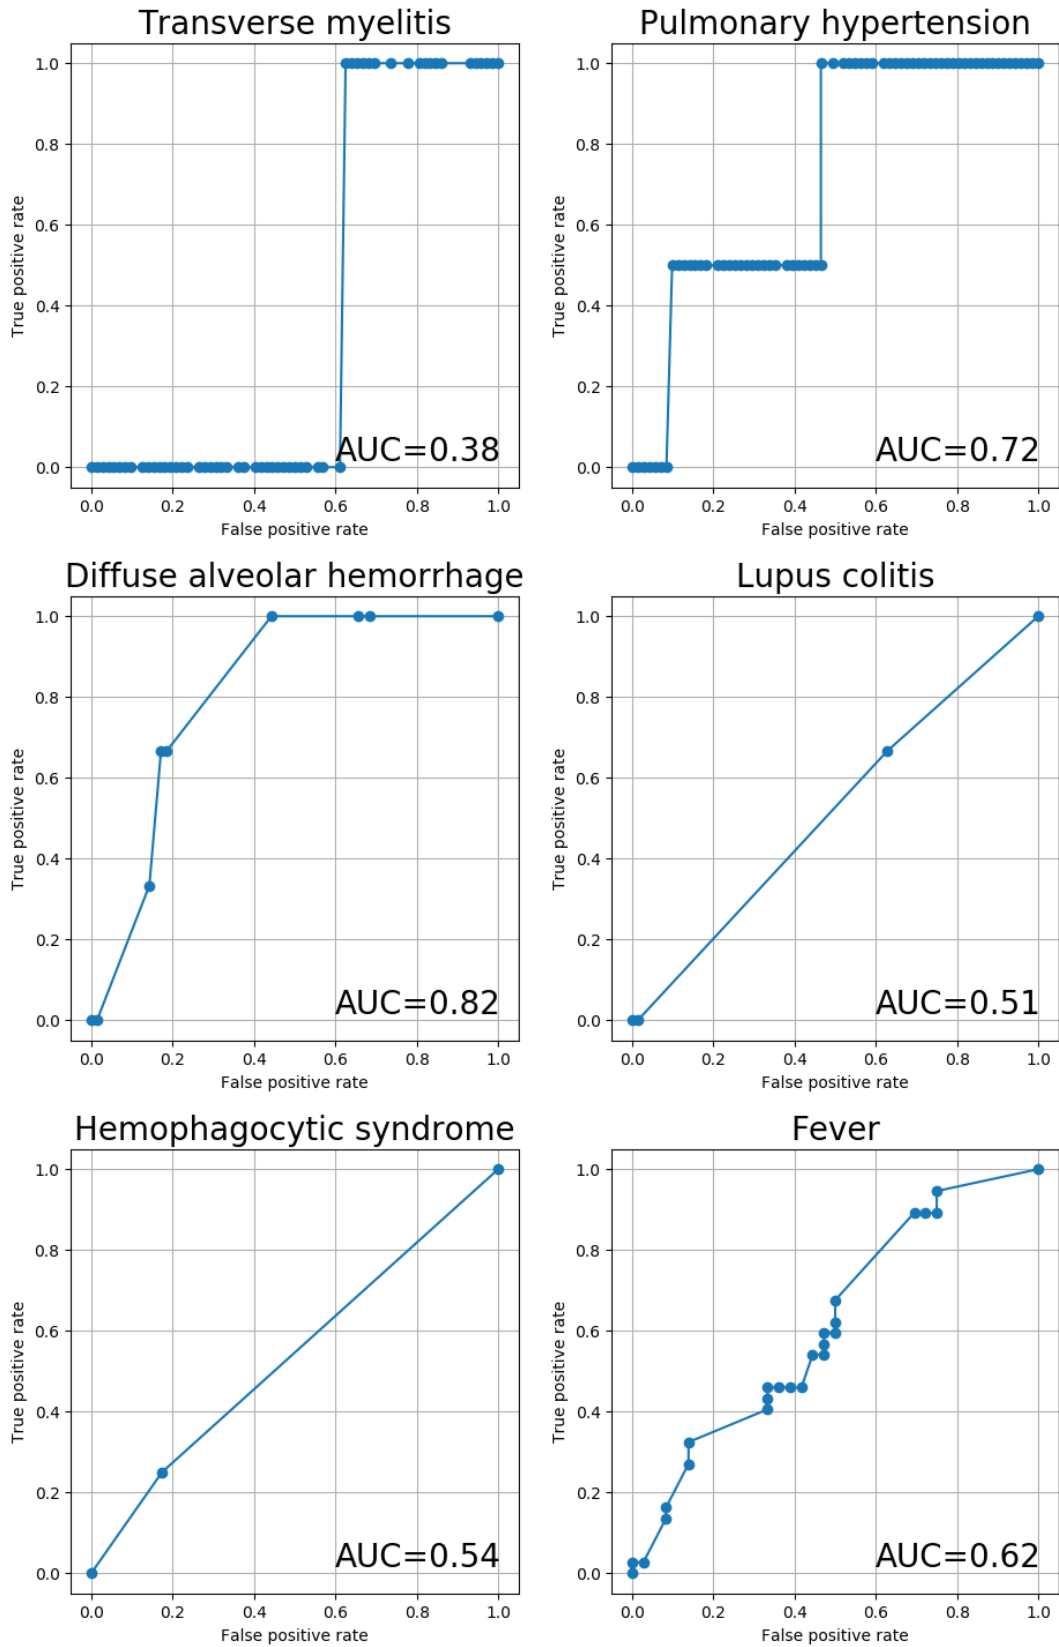 Transverse myelitis
1.0
0.8
0.6
0.4
0.2
0.0
True positive rate
AUC=0.38
0.0 0.2 0.4 0.6 0.8 1.0
False positive rate
Pulmonary hypertension
1.0
0.8
0.6
0.4
0.2
0.0
True positive rate
AUC=0.72
0.0 0.2 0.4 0.6 0.8 1.0
False positive rate
Diffuse alveolar hemorrhage
1.0
0.8
0.6
0.4
0.2
0.0
True positive rate
AUC=0.82
0.0 0.2 0.4 0.6 0.8 1.0
False positive rate
Lupus colitis
1.0
0.8
0.6
0.4
0.2
0.0
True positive rate
AUC=0.51
0.0 0.2 0.4 0.6 0.8 1.0
False positive rate
Hemophagocytic syndrome
1.0
0.8
0.6
0.4
0.2
0.0
True positive rate
AUC=0.54
0.0 0.2 0.4 0.6 0.8 1.0
False positive rate
Fever
1.0
0.8
0.6
0.4
0.2
0.0
True positive rate
AUC=0.62
0.0 0.2 0.4 0.6 0.8 1.0
False positive rate